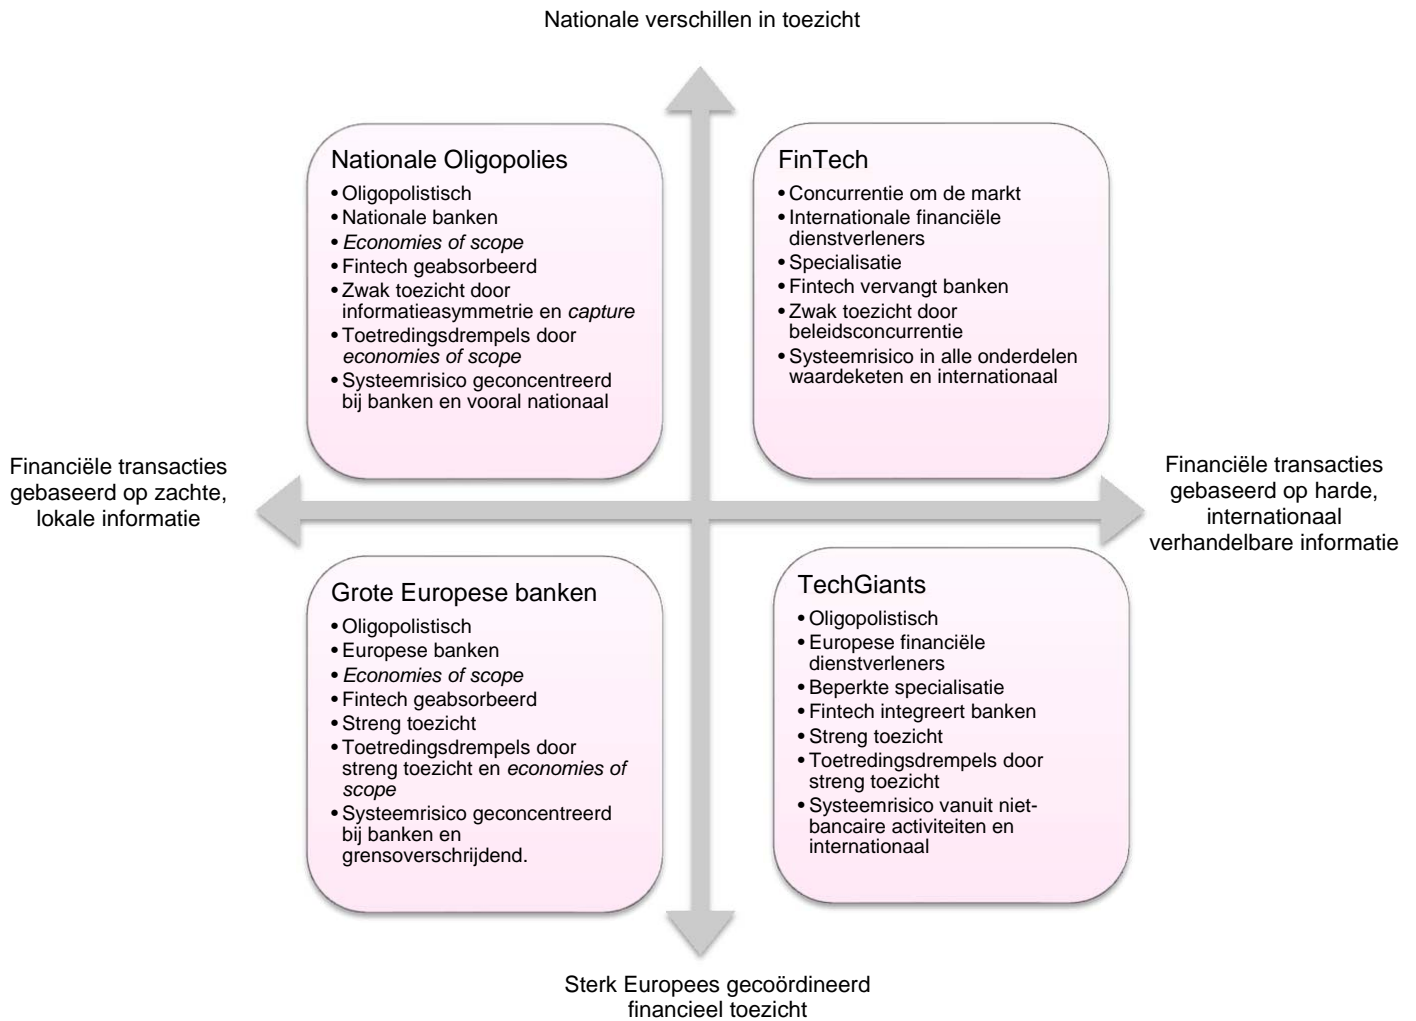 Nationale verschillen in toezicht
Nationale Oligopolies
• Oligopolistisch
• Nationale banken
• Economies of scope
• Fintech geabsorbeerd
• Zwak toezicht door
informatieasymmetrie en capture
• Toetredingsdrempels door
economies of scope
• Systeemrisico geconcentreerd
bij banken en vooral nationaal
FinTech
• Concurrentie om de markt
• Internationale financiële
dienstverleners
• Specialisatie
• Fintech vervangt banken
• Zwak toezicht door
beleidsconcurrentie
• Systeemrisico in alle onderdelen
waardeketen en internationaal
Financiële transacties
gebaseerd op zachte,
lokale informatie
Financiële transacties
gebaseerd op harde,
internationaal
verhandelbare informatie
Grote Europese banken
• Oligopolistisch
• Europese banken
• Economies of scope
• Fintech geabsorbeerd
• Streng toezicht
• Toetredingsdrempels door
streng toezicht en economies of
scope
• Systeemrisico geconcentreerd
bij banken en
grensoverschrijdend.
TechGiants
• Oligopolistisch
• Europese financiële
dienstverleners
• Beperkte specialisatie
• Fintech integreert banken
• Streng toezicht
• Toetredingsdrempels door
streng toezicht
• Systeemrisico vanuit niet-
bancaire activiteiten en
internationaal
Sterk Europees gecoördineerd
financieel toezicht